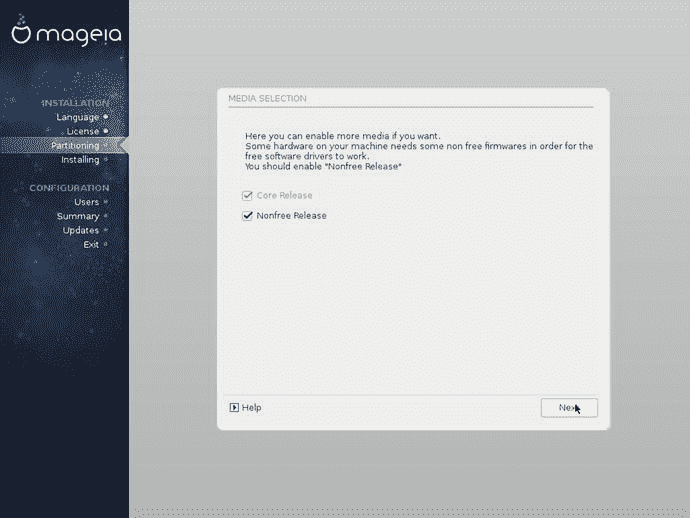 mageia
INSTALLATION
Language
License
Partitioning
Installing
CONFIGURATION
Users
Summary
Updates
Exit
MEDIA SELECTION
Here you can enable more media if you want.
Some hardware on your machine needs some non free firmwares in order for the
free software drivers to work.
You should enable "Nonfree Release"
Core Release
Nonfree Release
Help
Next